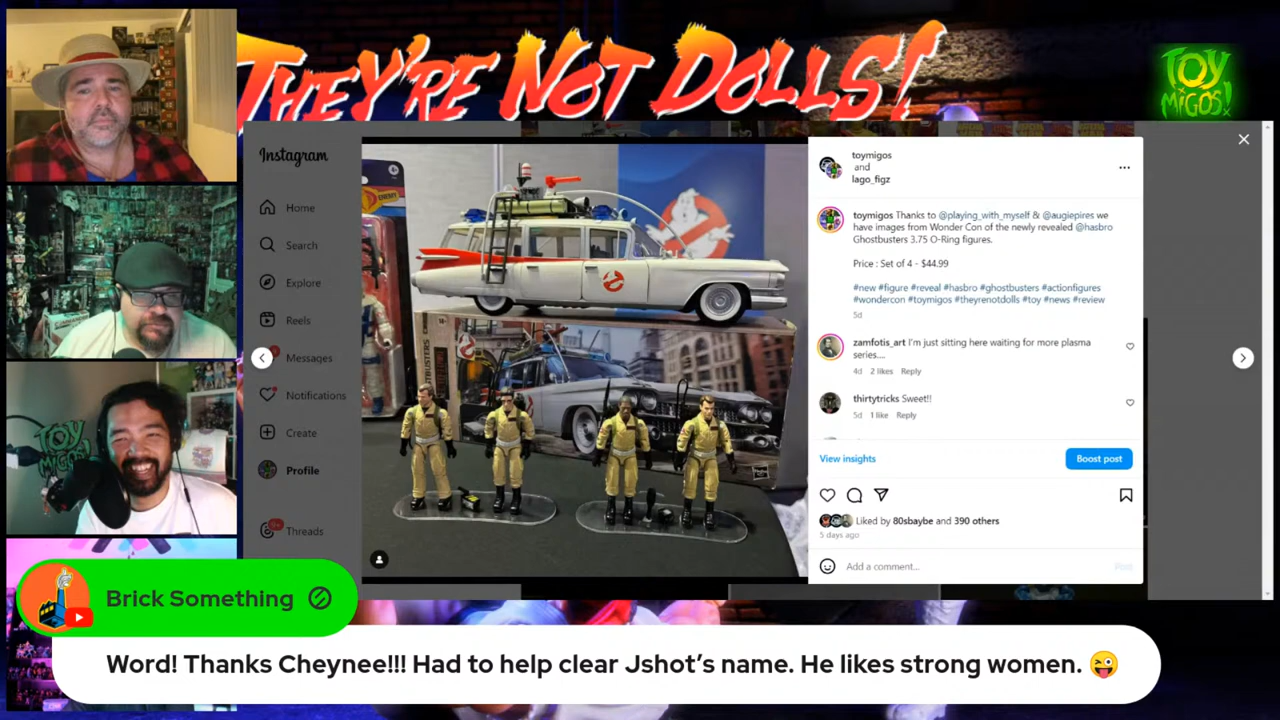 THEY'RE NOT DOLLS!
TOY
MIGOS!
Instagram
Home
Search
Explore
Reels
Messages
Notifications
Create
Profile
Threads
toymigos
and
lago_figz
toymigos Thanks to @playing_with_myself & @augiepires we
have images from Wonder Con of the newly revealed @hasbro
Ghostbusters 3.75 O-Ring figures.
Price : Set of 4 - $44.99
#new #figure #reveal #hasbro #ghostbusters #actionfigures
#wondercon #toymigos #theyrenotdolls #toy #news #review
5d
zamfotis_art I'm just sitting here waiting for more plasma
series....
4d 2 likes Reply
thirtytricks Sweet!!
5d 1 like Reply
View insights
Boost post
Liked by 80sbaybe and 390 others
5 days ago
Add a comment...
Post
TOY
MIGOS!
Brick Something
Word! Thanks Cheynee!!! Had to help clear Jshot's name. He likes strong women. 😜